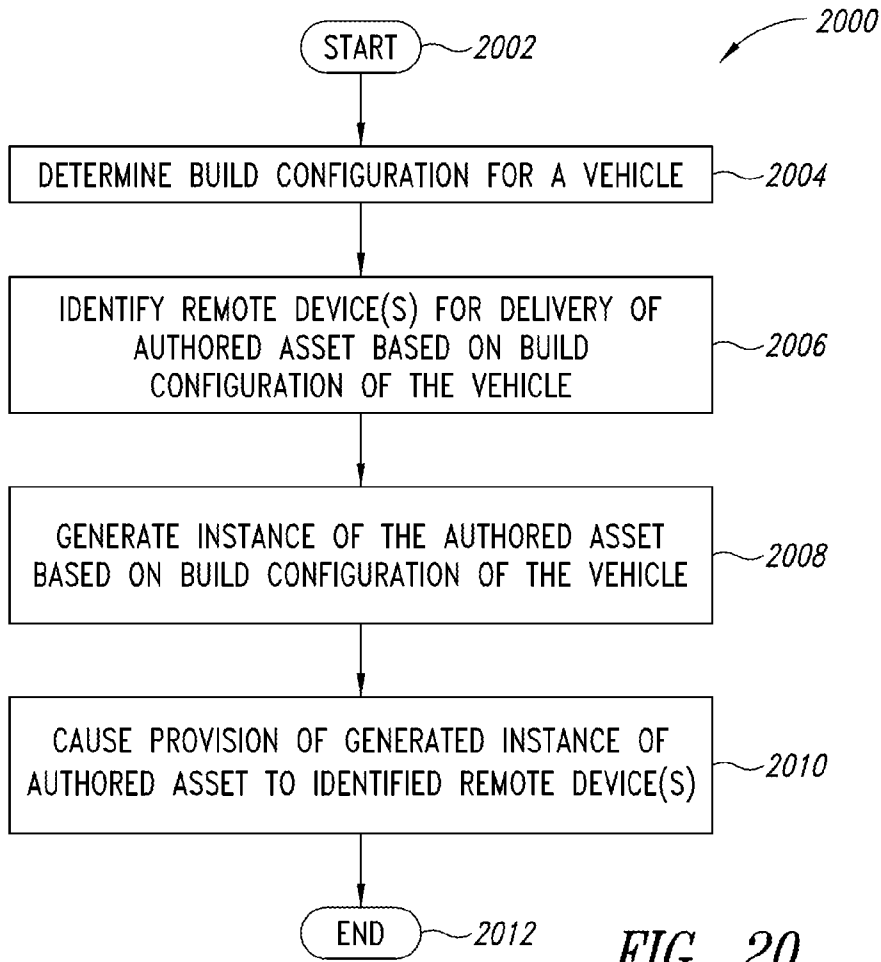 2000
START 2002
DETERMINE BUILD CONFIGURATION FOR A VEHICLE 2004
IDENTIFY REMOTE DEVICE(S) FOR DELIVERY OF
AUTHORED ASSET BASED ON BUILD
CONFIGURATION OF THE VEHICLE
2006
GENERATE INSTANCE OF THE AUTHORED ASSET
BASED ON BUILD CONFIGURATION OF THE VEHICLE
2008
CAUSE PROVISION OF GENERATED INSTANCE OF
AUTHORED ASSET TO IDENTIFIED REMOTE DEVICE(S)
2010
END 2012
FIG. 20